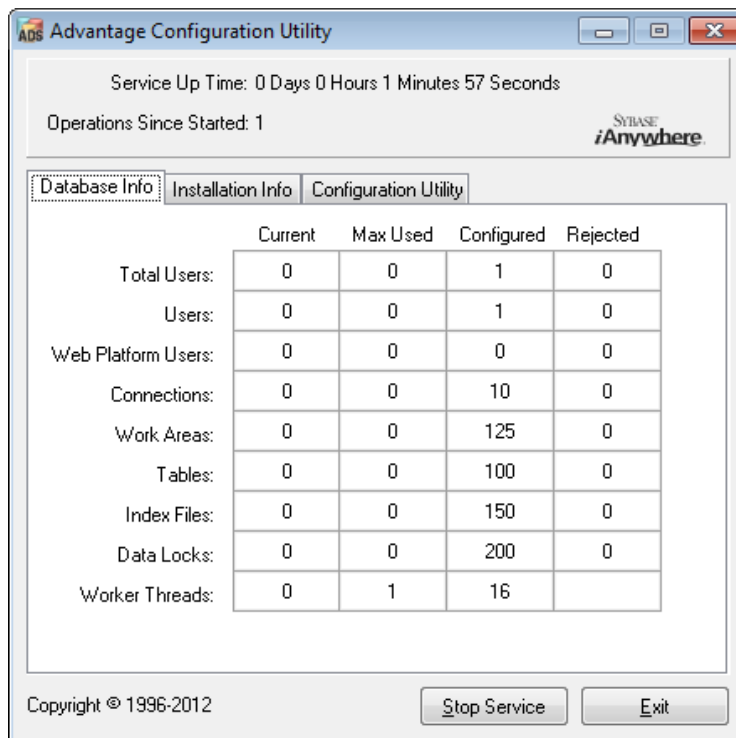 ADS Advantage Configuration Utility
Service Up Time: 0 Days 0 Hours 1 Minutes 57 Seconds
Operations Since Started: 1
SYBASE
iAnywhere.
Database Info Installation Info Configuration Utility
Current Max Used Configured Rejected
Total Users: 0 0 1 0
Users: 0 0 1 0
Web Platform Users: 0 0 0 0
Connections: 0 0 10 0
Work Areas: 0 0 125 0
Tables: 0 0 100 0
Index Files: 0 0 150 0
Data Locks: 0 0 200 0
Worker Threads: 0 1 16
Copyright © 1996-2012 Stop Service Exit